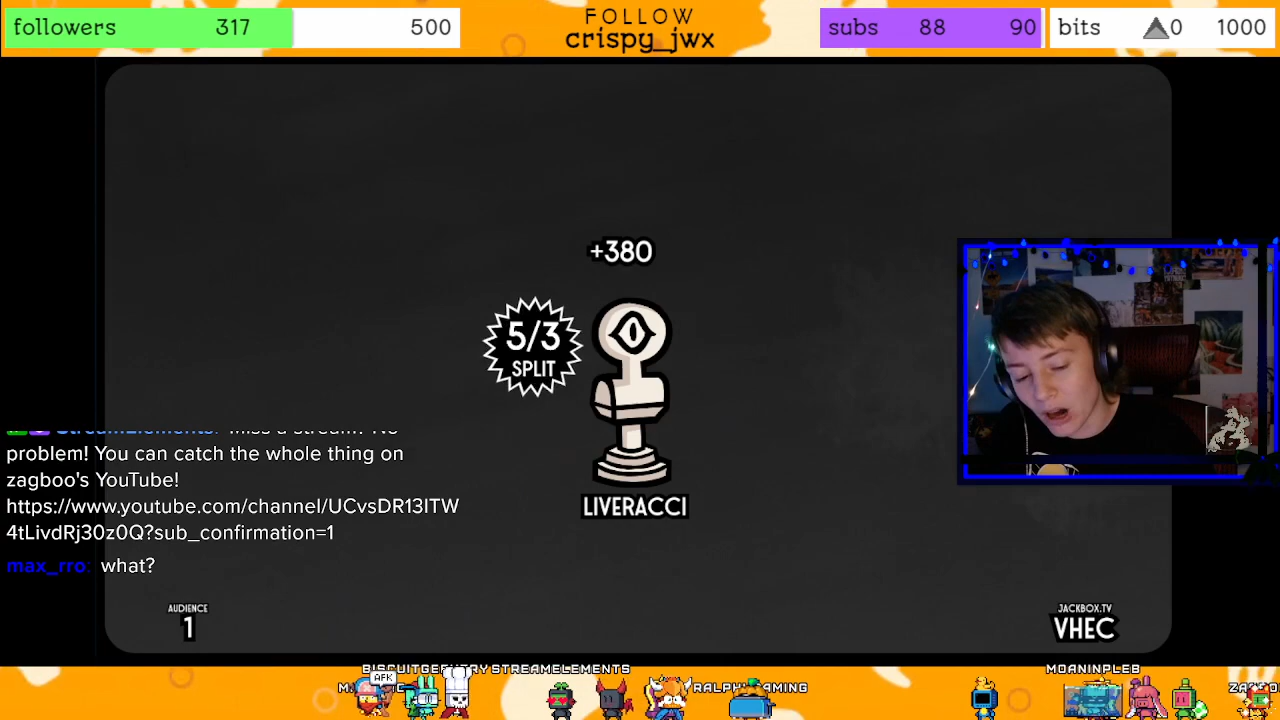 followers 317 500
FOLLOW
crispy_jwx
subs 88 90
bits 0 1000
+380
5/3
SPLIT
LIVERACCI
StreamElements: Miss a stream? No
problem! You can catch the whole thing on
zagboo's YouTube!
https://www.youtube.com/channel/UCvsDR13ITW
4tLivdRj30z0Q?sub_confirmation=1
max_rro: what?
AUDIENCE
1
JACKBOX.TV
VHEC
STREAMELEMENTS
MOANINPLEB
AFK